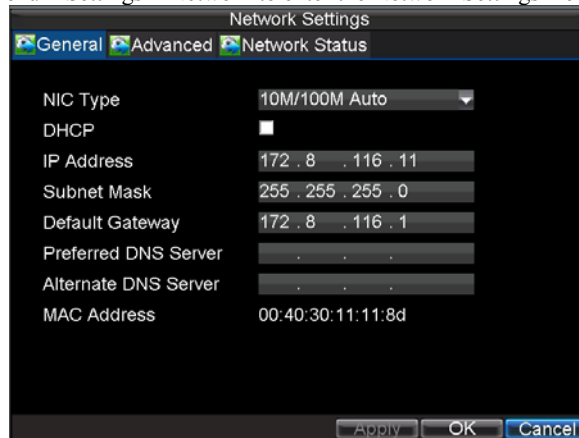 Network Settings
General Advanced Network Status
NIC Type 10M/100M Auto
DHCP
IP Address 172 . 8 . 116 . 11
Subnet Mask 255 . 255 . 255 . 0
Default Gateway 172 . 8 . 116 . 1
Preferred DNS Server . . .
Alternate DNS Server . . .
MAC Address 00:40:30:11:11:8d
Apply OK Cancel